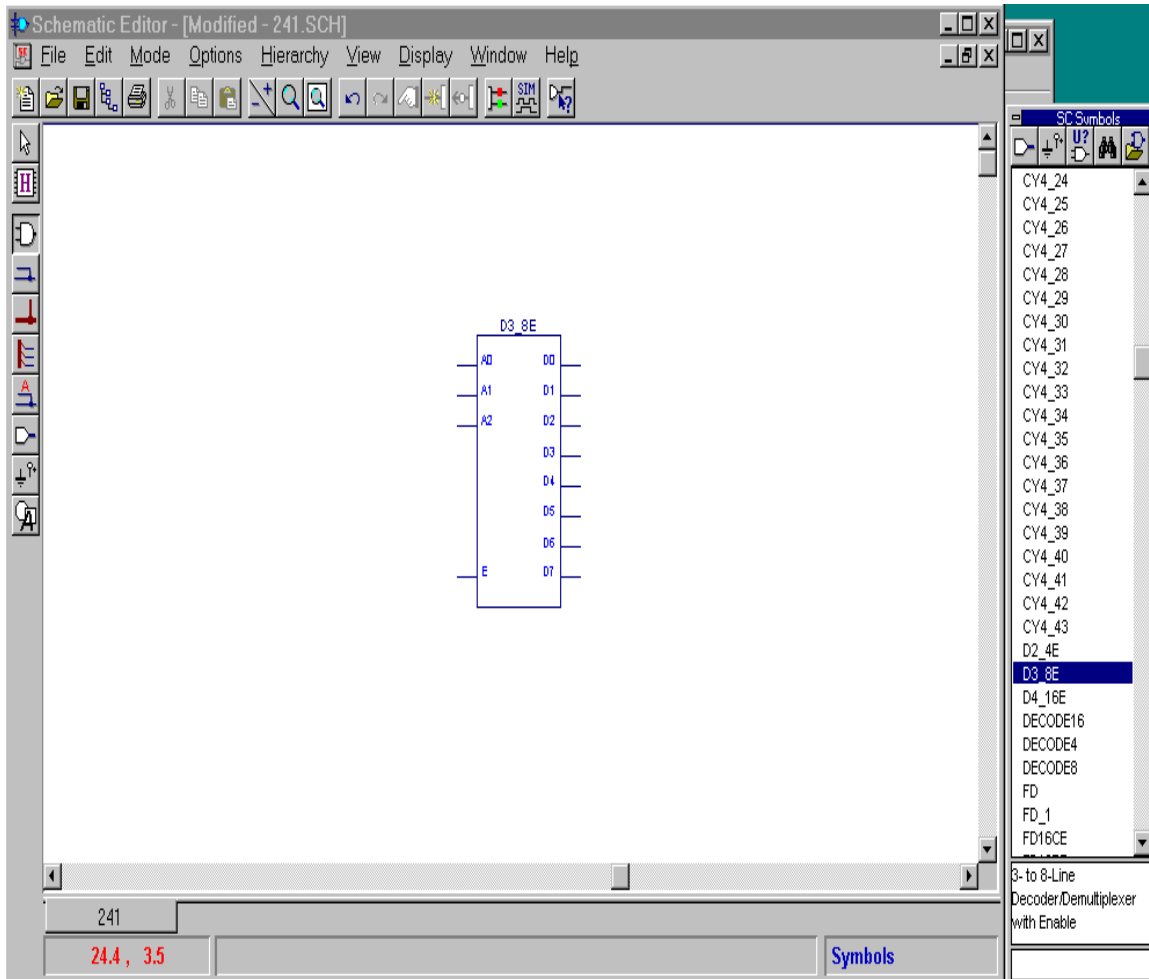 Schematic Editor - [Modified - 241.SCH]
File Edit Mode Options Hierarchy View Display Window Help
SIM
SC Symbols
U?
H
A
A
D3_8E
A0 D0
A1 D1
A2 D2
D3
D4
D5
D6
E D7
CY4_24
CY4_25
CY4_26
CY4_27
CY4_28
CY4_29
CY4_30
CY4_31
CY4_32
CY4_33
CY4_34
CY4_35
CY4_36
CY4_37
CY4_38
CY4_39
CY4_40
CY4_41
CY4_42
CY4_43
D2_4E
D3_8E
D4_16E
DECODE16
DECODE4
DECODE8
FD
FD_1
FD16CE
3- to 8-Line
Decoder/Demultiplexer
with Enable
241
24.4 , 3.5
Symbols